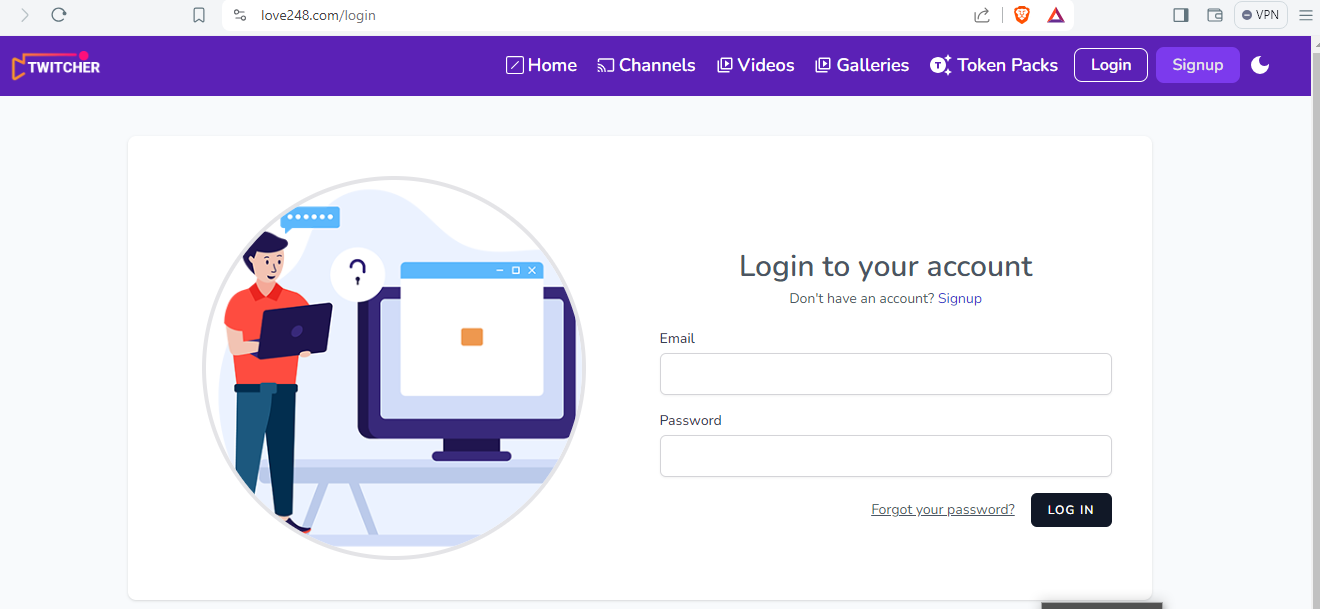 love248.com/login
VPN
TWITCHER
Home
Channels
Videos
Galleries
T
Token Packs
Login
Signup
Login to your account
Don't have an account? Signup
Email
Password
Forgot your password?
LOG IN